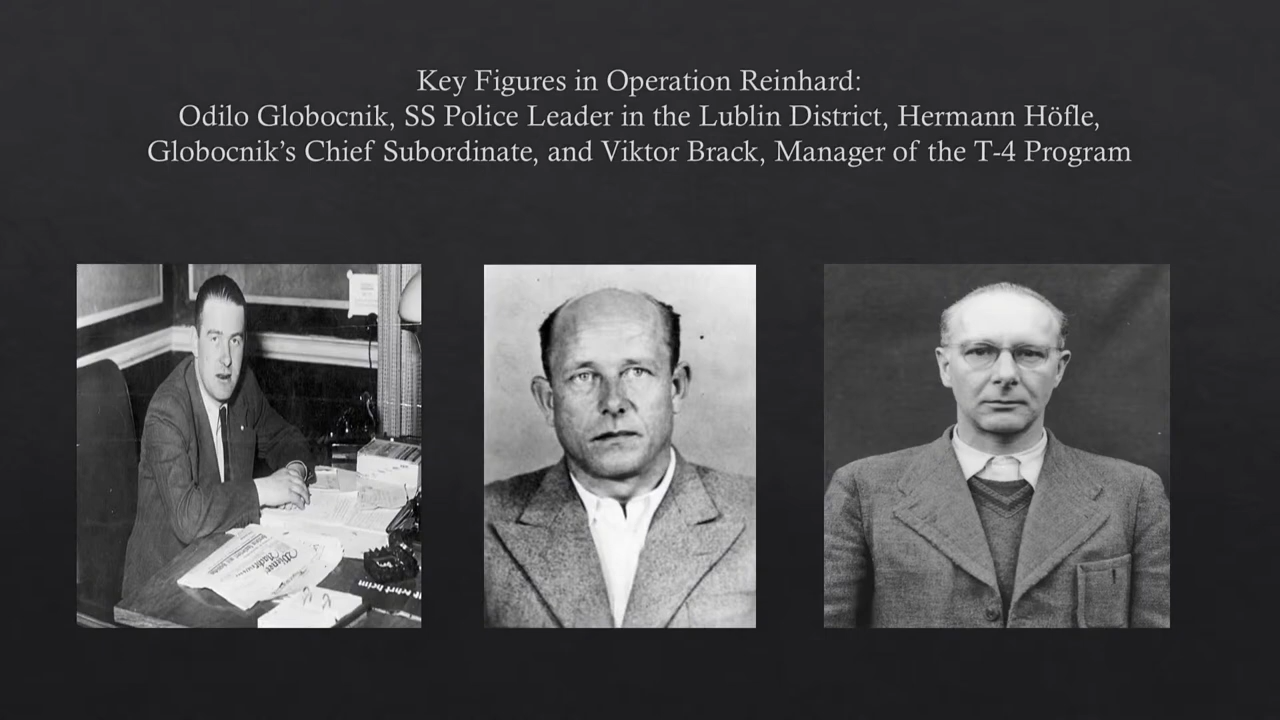 Key Figures in Operation Reinhard:
Odilo Globocnik, SS Police Leader in the Lublin District, Hermann Höfle,
Globocnik’s Chief Subordinate, and Viktor Brack, Manager of the T-4 Program